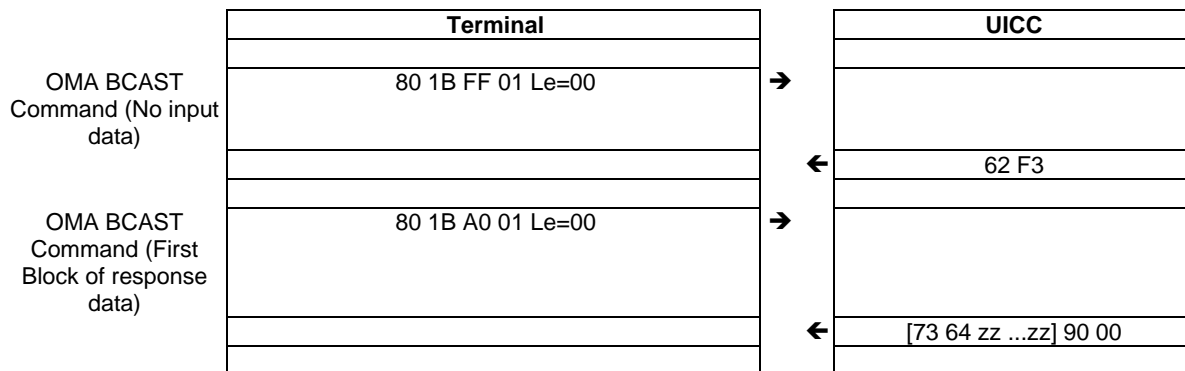 Terminal UICC
OMA BCAST
Command (No input
data)
80 1B FF 01 Le=00 ➔
🡰 62 F3
OMA BCAST
Command (First
Block of response
data)
80 1B A0 01 Le=00 ➔
🡰 [73 64 zz ...zz] 90 00